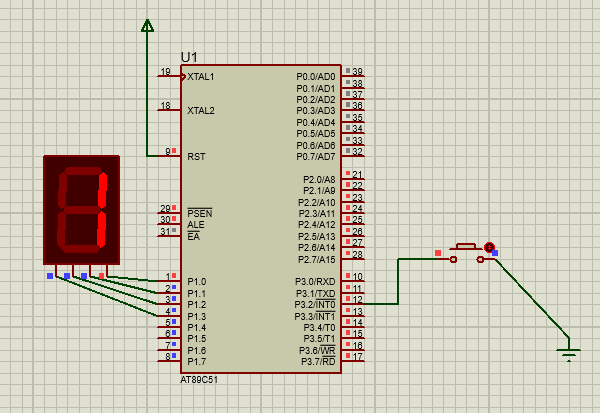 U1
19 XTAL1 P0.0/AD0 39
P0.1/AD1 38
P0.2/AD2 37
18 XTAL2 P0.3/AD3 36
P0.4/AD4 35
P0.5/AD5 34
P0.6/AD6 33
9 RST P0.7/AD7 32
P2.0/A8 21
P2.1/A9 22
P2.2/A10 23
29 PSEN P2.3/A11 24
30 ALE P2.4/A12 25
31 EA P2.5/A13 26
P2.6/A14 27
P2.7/A15 28
1 P1.0 P3.0/RXD 10
2 P1.1 P3.1/TXD 11
3 P1.2 P3.2/INT0 12
4 P1.3 P3.3/INT1 13
5 P1.4 P3.4/T0 14
6 P1.5 P3.5/T1 15
7 P1.6 P3.6/WR 16
8 P1.7 P3.7/RD 17
AT89C51
1